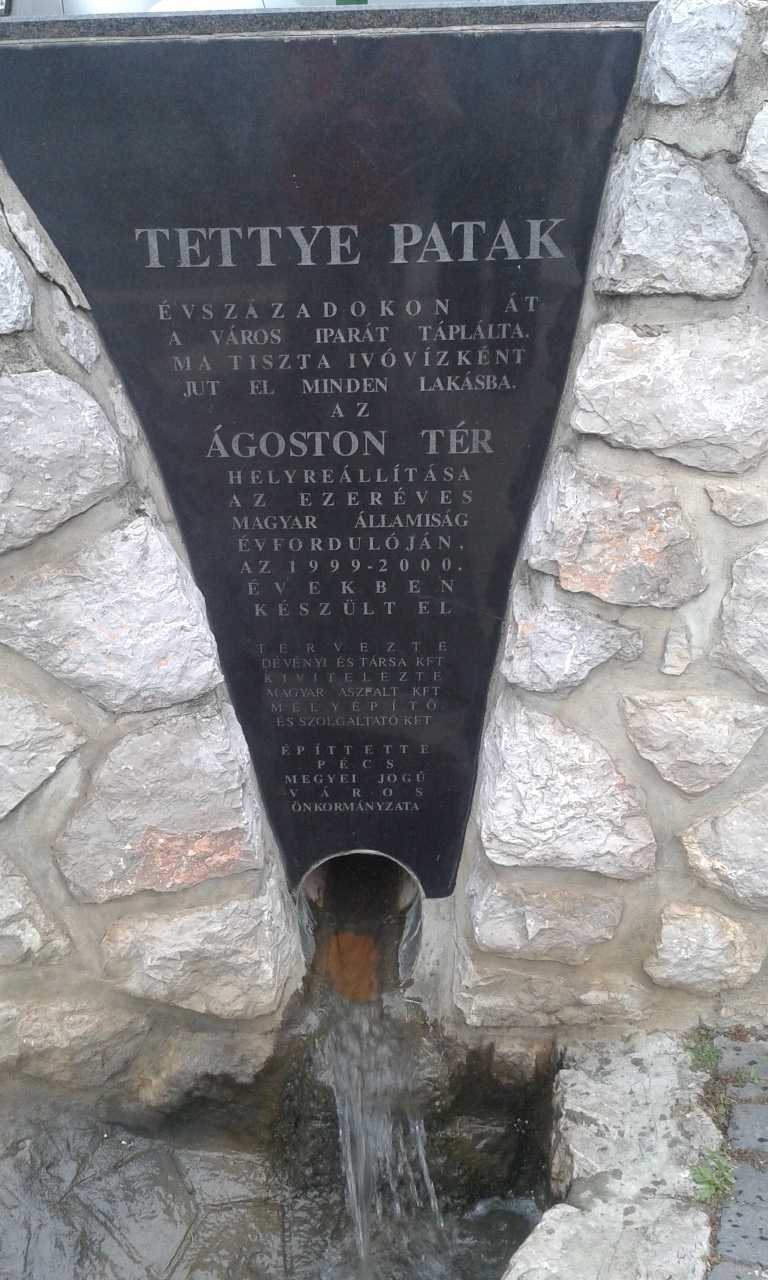 TETTYE PATAK
ÉVSZÁZADOKON ÁT
A VÁROS IPARÁT TÁPLÁLTA.
MA TISZTA IVÓVÍZKÉNT
JUT EL MINDEN LAKÁSBA.
AZ
ÁGOSTON TÉR
HELYREÁLLÍTÁSA
AZ EZERÉVES
MAGYAR ÁLLAMISÁG
ÉVFORDULÓJÁN,
AZ 1999-2000.
ÉVEKBEN
KÉSZÜLT EL
TERVEZTE
DÉVÉNYI ÉS TÁRSA KFT
KIVITELEZTE
MAGYAR ASZFALT KFT
MÉLYÉPÍTŐ
ÉS SZOLGÁLTATÓ KFT
ÉPÍTTETTE
PÉCS
MEGYEI JOGÚ
VÁROS
ÖNKORMÁNYZATA